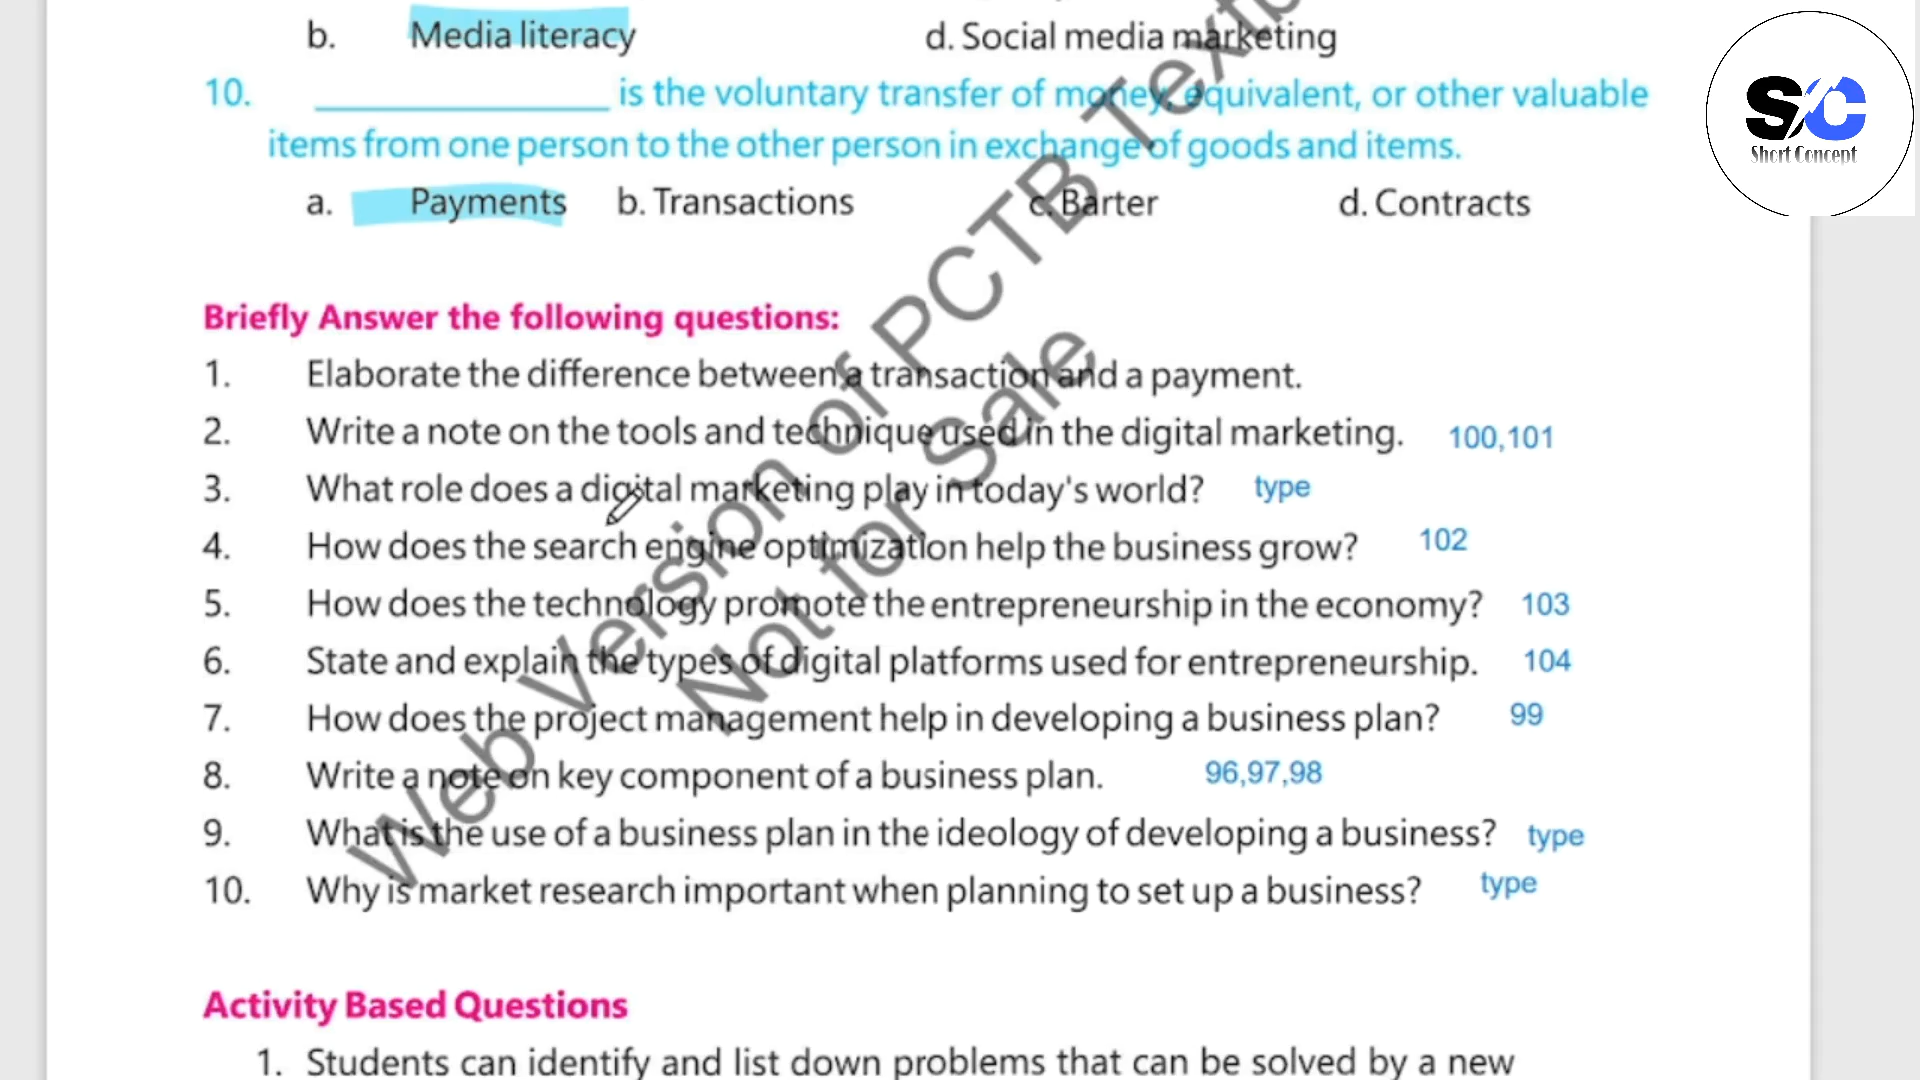 b. Media literacy d. Social media marketing
10. ______________ is the voluntary transfer of money, equivalent, or other valuable
items from one person to the other person in exchange of goods and items.
a. Payments b. Transactions c. Barter d. Contracts
Briefly Answer the following questions:
1. Elaborate the difference between a transaction and a payment.
2. Write a note on the tools and technique used in the digital marketing. 100,101
3. What role does a digital marketing play in today's world? type
4. How does the search engine optimization help the business grow? 102
5. How does the technology promote the entrepreneurship in the economy? 103
6. State and explain the types of digital platforms used for entrepreneurship. 104
7. How does the project management help in developing a business plan? 99
8. Write a note on key component of a business plan. 96,97,98
9. What is the use of a business plan in the ideology of developing a business? type
10. Why is market research important when planning to set up a business? type
Activity Based Questions
1. Students can identify and list down problems that can be solved by a new
Web Version of PCTB
Not for Sale
SC
Short Concept